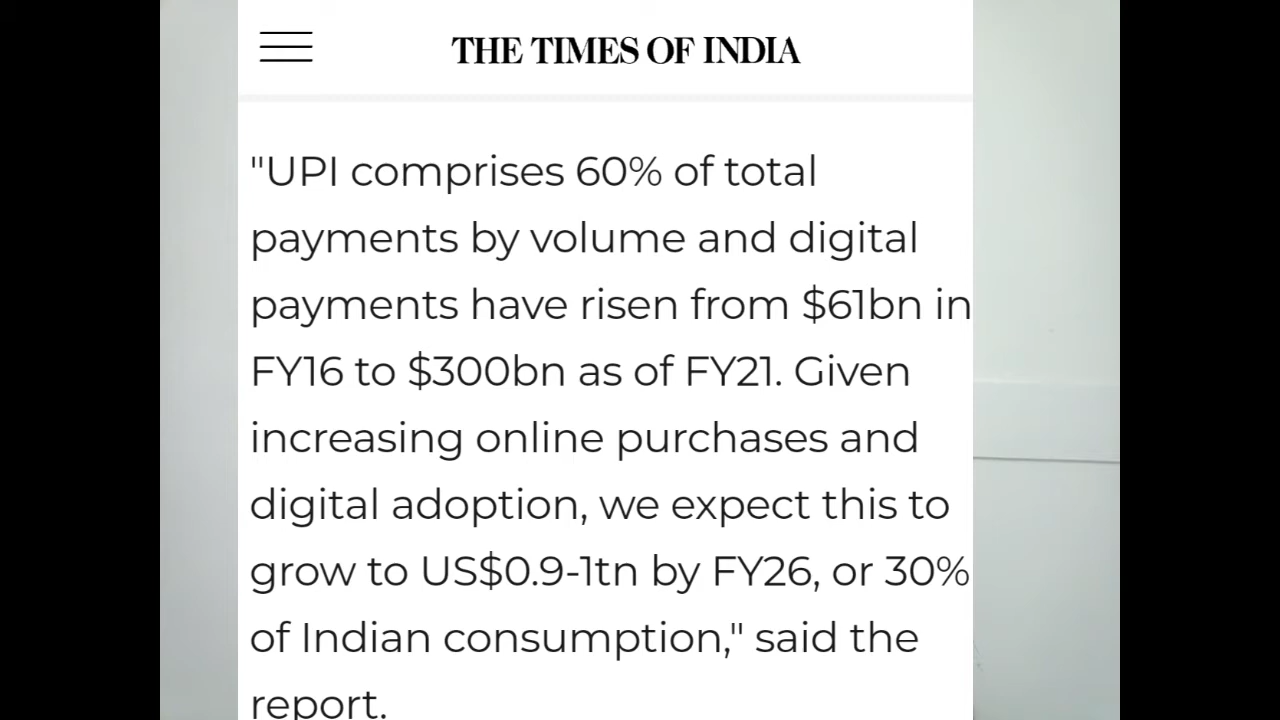 THE TIMES OF INDIA
"UPI comprises 60% of total
payments by volume and digital
payments have risen from $61bn in
FY16 to $300bn as of FY21. Given
increasing online purchases and
digital adoption, we expect this to
grow to US$0.9-1tn by FY26, or 30%
of Indian consumption," said the
report.